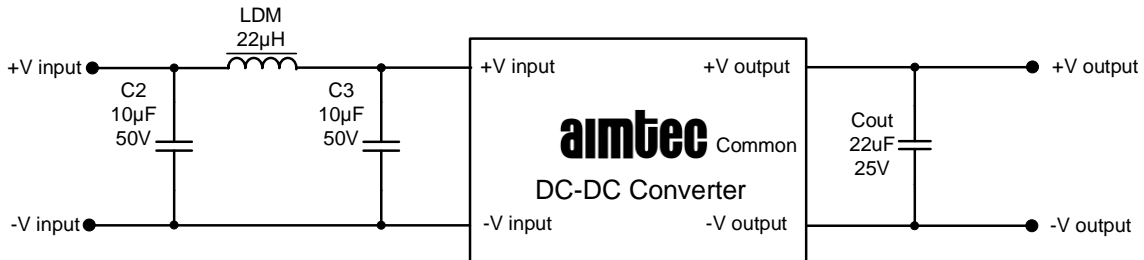 LDM
22µH
+V input
C2
10µF
50V
C3
10µF
50V
+V input
+V output
+V output
aimtec
Common
DC-DC Converter
Cout
22uF
25V
-V input
-V input
-V output
-V output